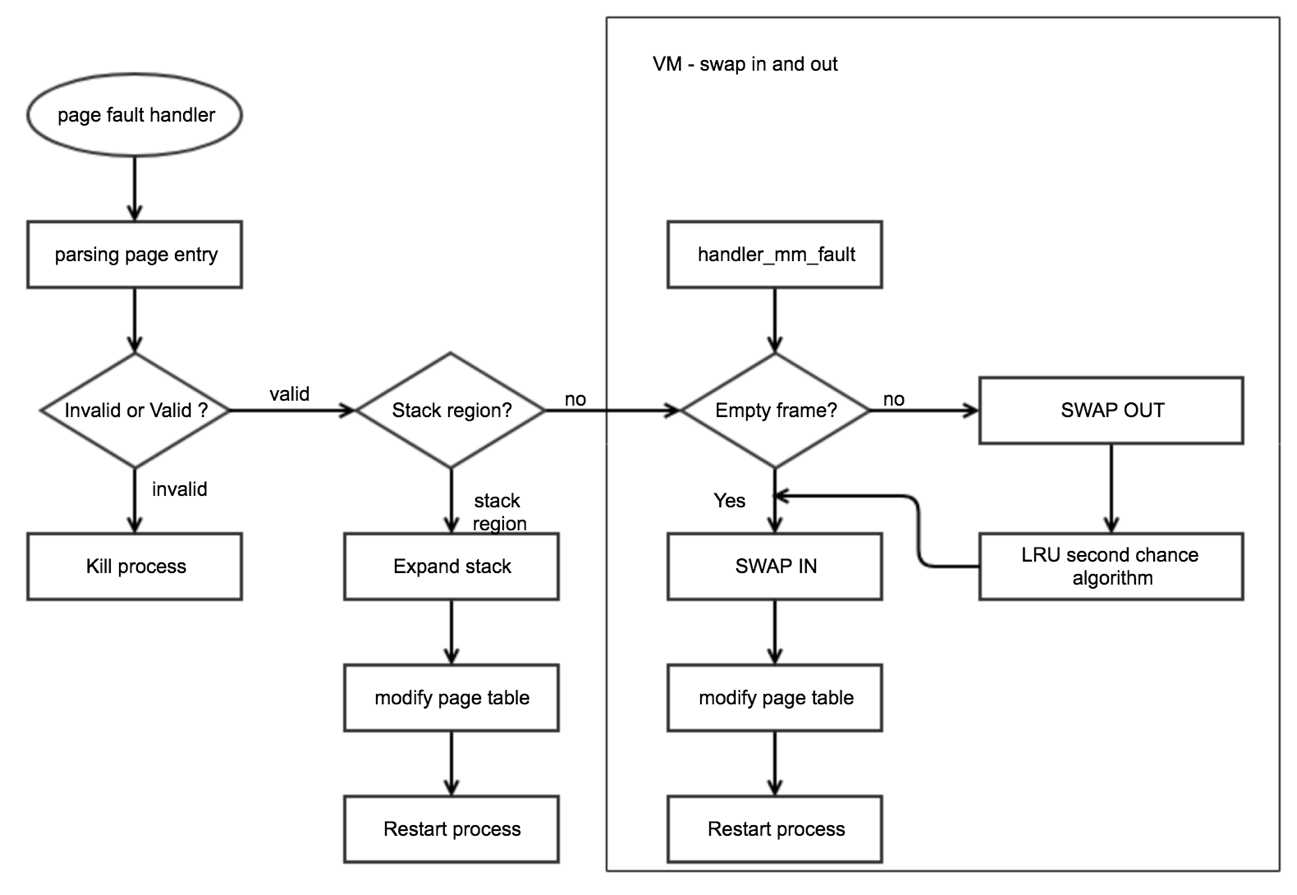 VM - swap in and out
page fault handler
parsing page entry
handler_mm_fault
Invalid or Valid ?
valid
Stack region?
no
Empty frame?
no
SWAP OUT
invalid
stack
region
Yes
Kill process
Expand stack
SWAP IN
LRU second chance
algorithm
modify page table
modify page table
Restart process
Restart process